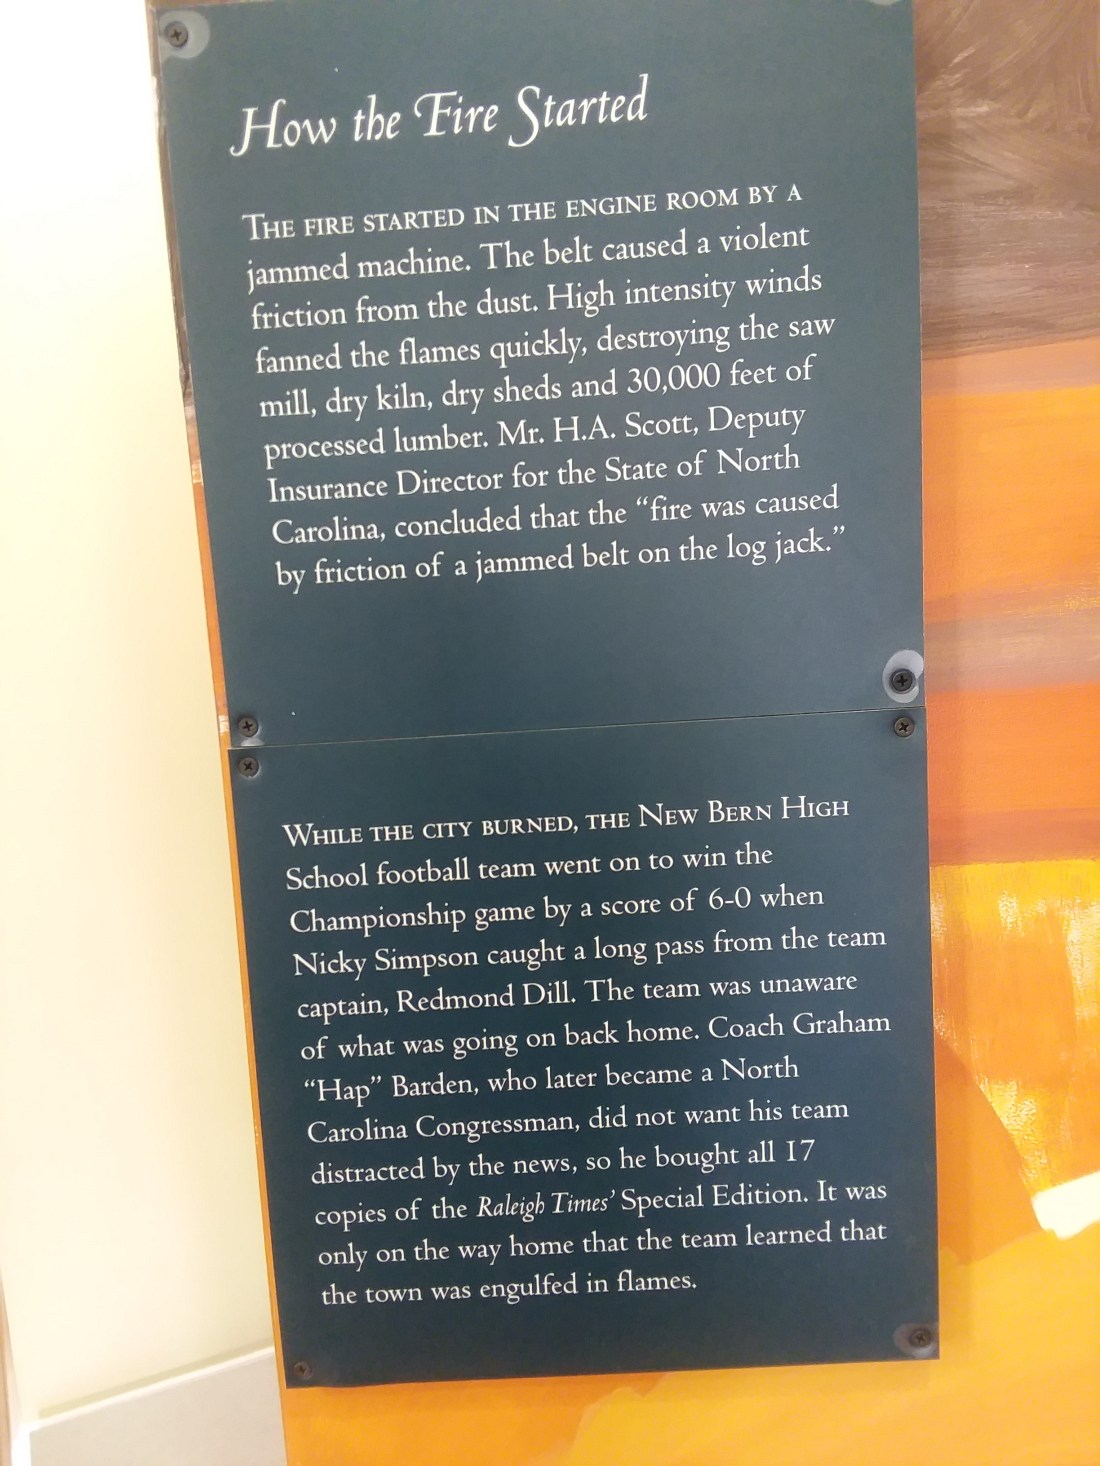 How the Fire Started
THE FIRE STARTED IN THE ENGINE ROOM BY A
jammed machine. The belt caused a violent
friction from the dust. High intensity winds
fanned the flames quickly, destroying the saw
mill, dry kiln, dry sheds and 30,000 feet of
processed lumber. Mr. H.A. Scott, Deputy
Insurance Director for the State of North
Carolina, concluded that the “fire was caused
by friction of a jammed belt on the log jack.”
WHILE THE CITY BURNED, THE NEW BERN HIGH
School football team went on to win the
Championship game by a score of 6-0 when
Nicky Simpson caught a long pass from the team
captain, Redmond Dill. The team was unaware
of what was going on back home. Coach Graham
“Hap” Barden, who later became a North
Carolina Congressman, did not want his team
distracted by the news, so he bought all 17
copies of the Raleigh Times’ Special Edition. It was
only on the way home that the team learned that
the town was engulfed in flames.